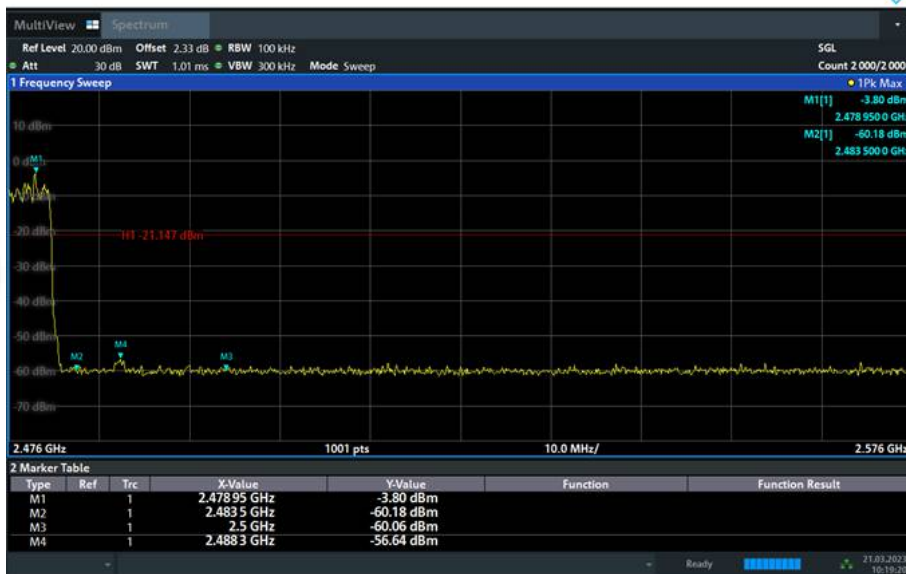 MultiView Spectrum
Ref Level 20.00 dBm Offset 2.33 dB RBW 100 kHz SGL
Att 30 dB SWT 1.01 ms VBW 300 kHz Mode Sweep Count 2 000/2 000
1 Frequency Sweep 1Pk Max
M1[1] -3.80 dBm
2.478 950 0 GHz
M2[1] -60.18 dBm
2.483 500 0 GHz
10 dBm
0 dBm
M1
-20 dBm
H1 -21.147 dBm
-30 dBm
-40 dBm
-50 dBm
M4
M2 M3
-60 dBm
-70 dBm
2.476 GHz 1001 pts 10.0 MHz/ 2.576 GHz
2 Marker Table
Type Ref Trc X-Value Y-Value Function Function Result
M1 1 2.478 95 GHz -3.80 dBm
M2 1 2.483 5 GHz -60.18 dBm
M3 1 2.5 GHz -60.06 dBm
M4 1 2.488 3 GHz -56.64 dBm
Ready 21.03.2023
10:19:20